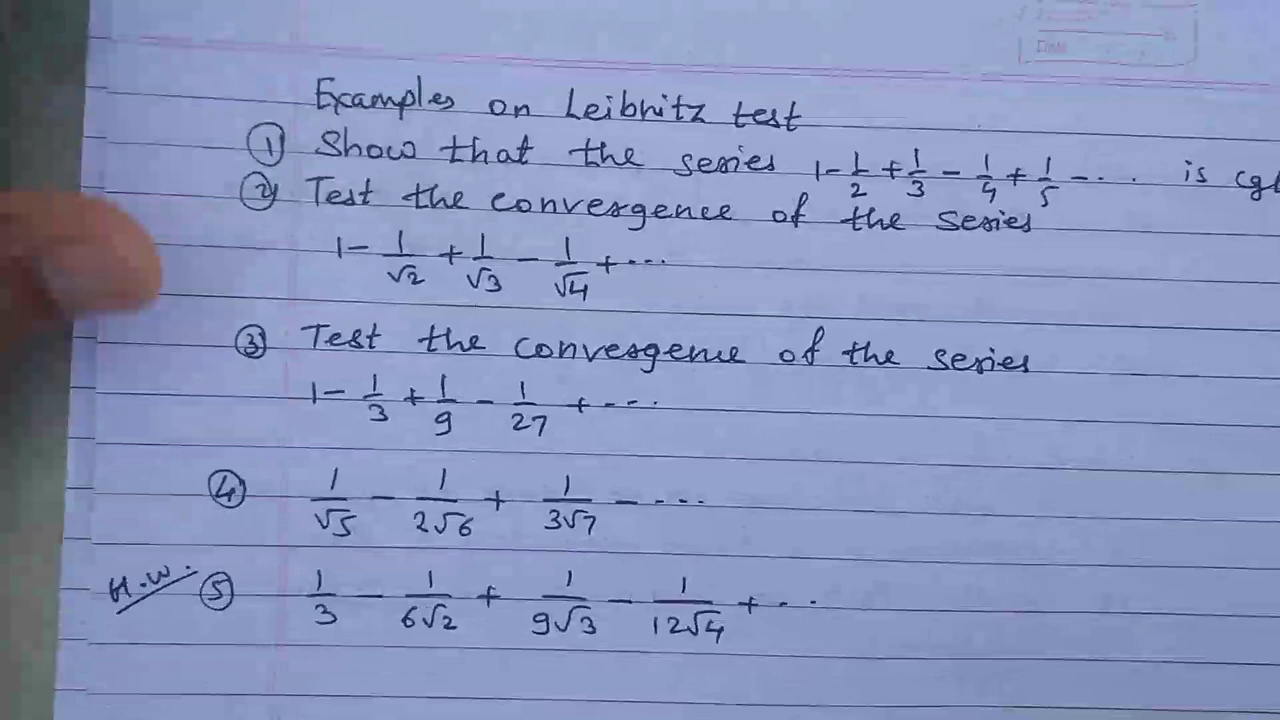 Date
Examples on Leibnitz test
① Show that the series 1 - 1/2 + 1/3 - 1/4 + 1/5 - ... is cgt
② Test the convergence of the series
1 - 1/√2 + 1/√3 - 1/√4 + ...
③ Test the convergence of the series
1 - 1/3 + 1/9 - 1/27 + ...
④ 1/√5 - 1/2√6 + 1/3√7 - ...
H.W. ⑤ 1/3 - 1/6√2 + 1/9√3 - 1/12√4 + ...